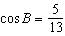 cos B = 5/13